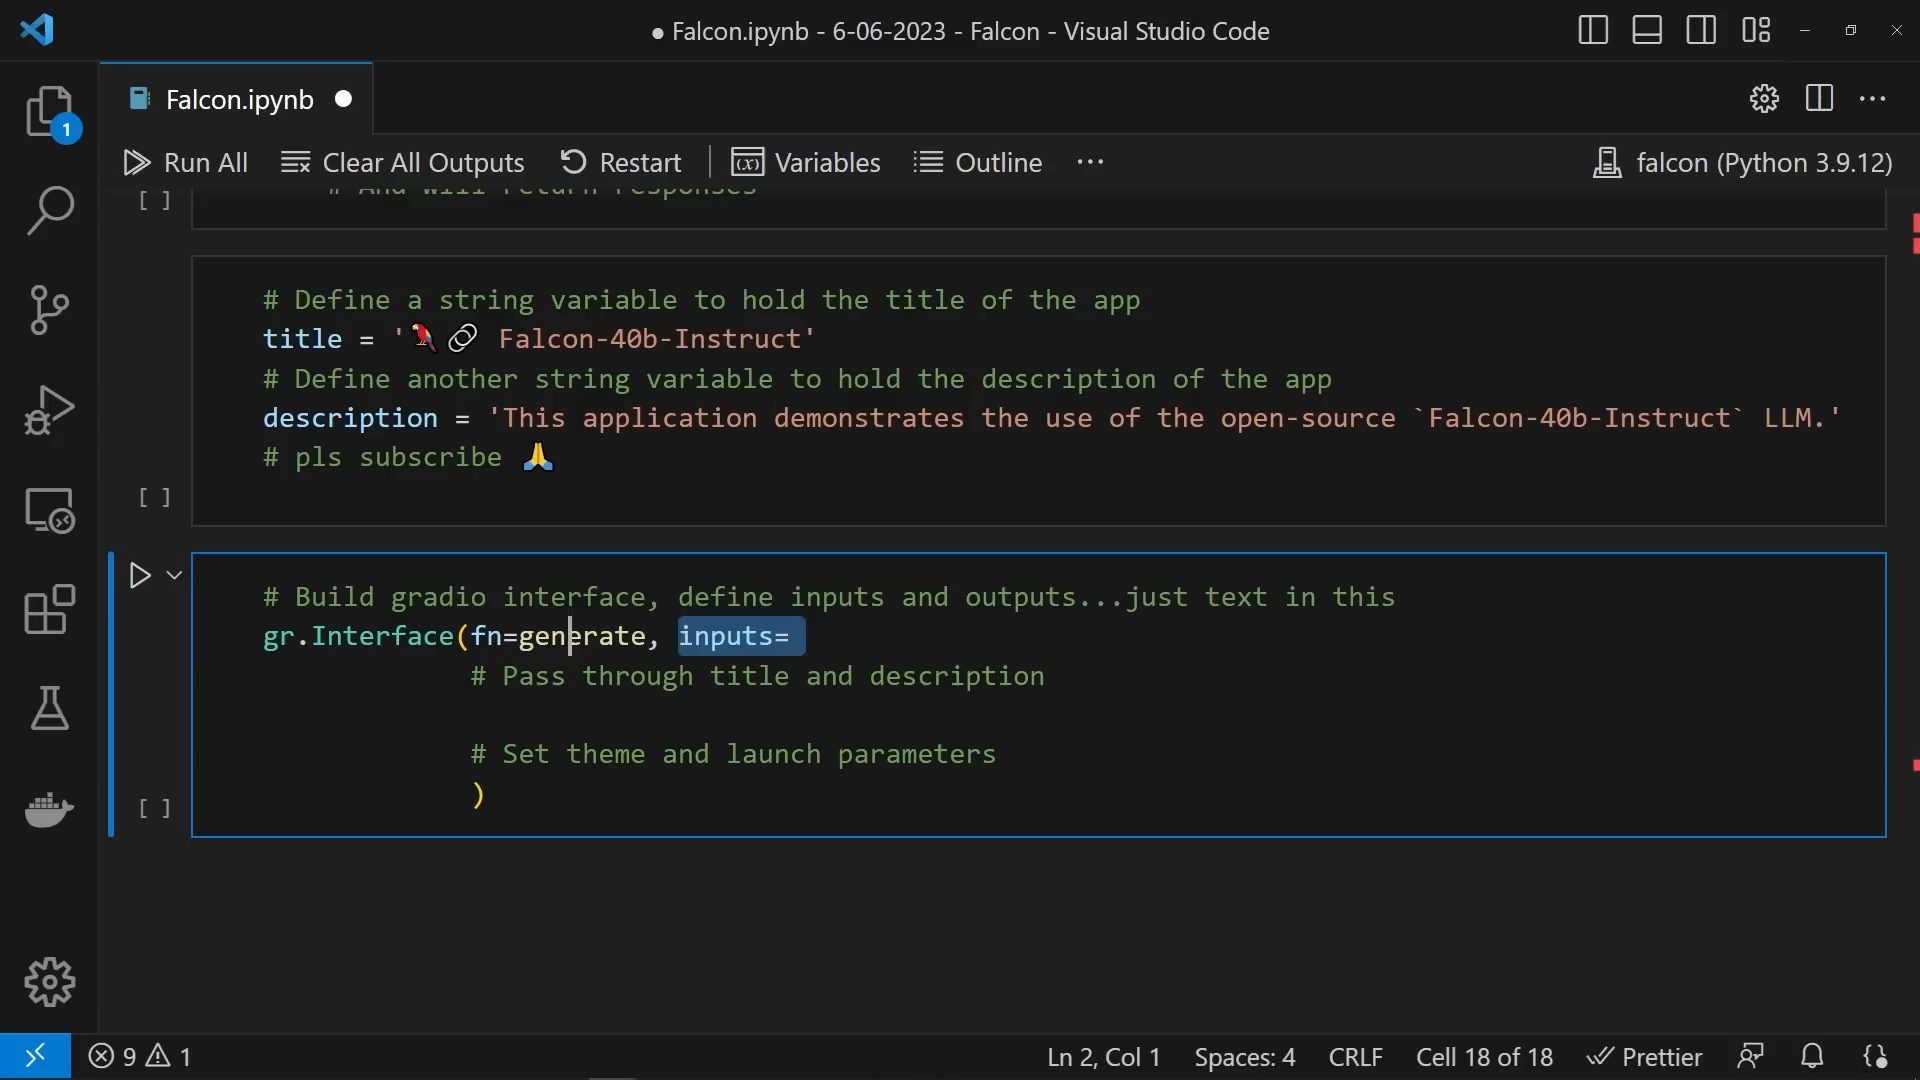 ● Falcon.ipynb - 6-06-2023 - Falcon - Visual Studio Code
Falcon.ipynb
1
Run All Clear All Outputs Restart Variables Outline ... falcon (Python 3.9.12)
# And will return responses
[ ]
# Define a string variable to hold the title of the app
title = '🦜🔗 Falcon-40b-Instruct'
# Define another string variable to hold the description of the app
description = 'This application demonstrates the use of the open-source `Falcon-40b-Instruct` LLM.'
# pls subscribe 🙏
[ ]
# Build gradio interface, define inputs and outputs...just text in this
gr.Interface(fn=generate, inputs=
# Pass through title and description
# Set theme and launch parameters
)
[ ]
9 1 Ln 2, Col 1 Spaces: 4 CRLF Cell 18 of 18 Prettier